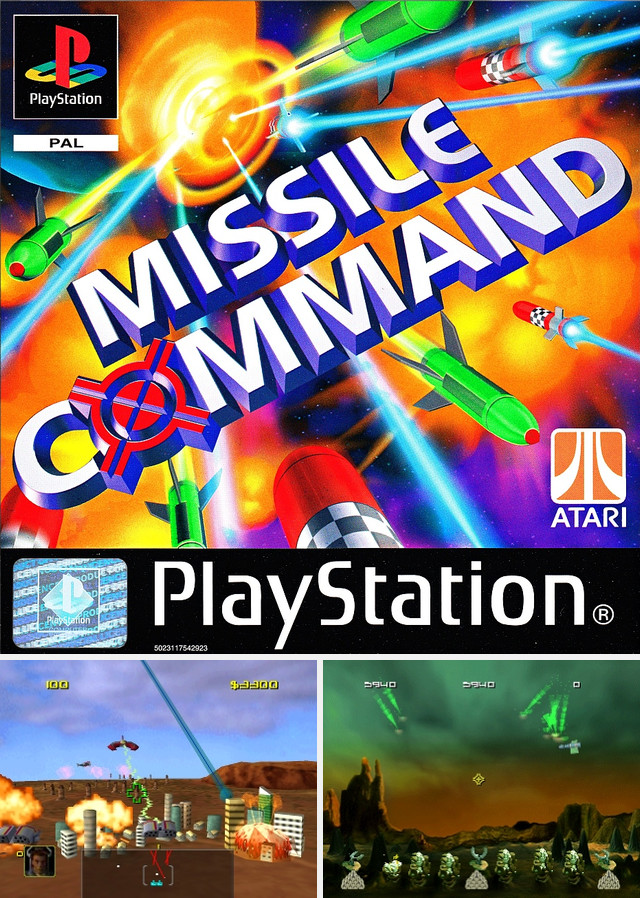 PlayStation
PAL
MISSILE
COMMAND
ATARI
PlayStation
PlayStation®
5023117542923
100
$3300
5940
5940
0